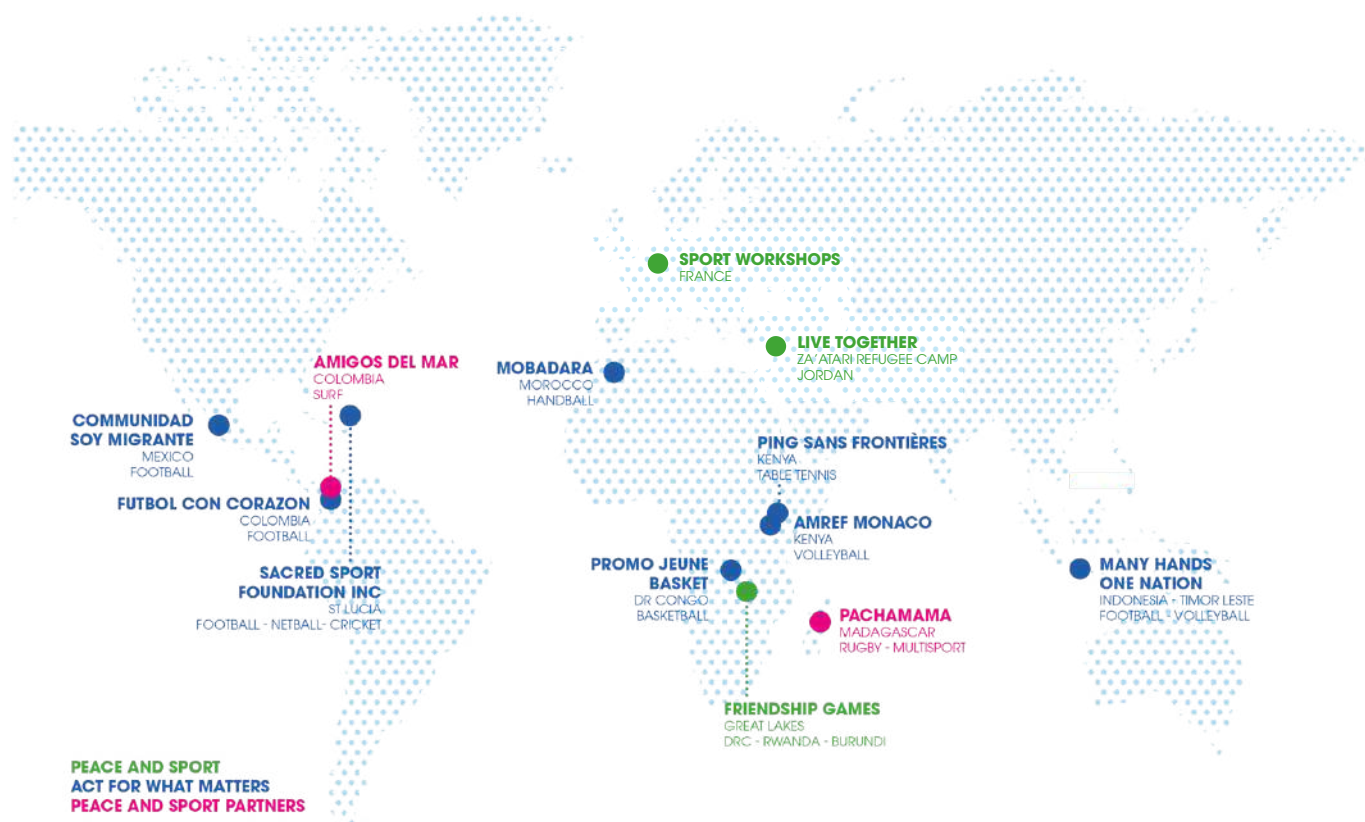 SPORT WORKSHOPS
FRANCE
LIVE TOGETHER
ZA'ATARI REFUGEE CAMP
JORDAN
AMIGOS DEL MAR
COLOMBIA
SURF
MOBADARA
MOROCCO
HANDBALL
COMMUNIDAD
SOY MIGRANTE
MEXICO
FOOTBALL
PING SANS FRONTIÈRES
KENYA
TABLE TENNIS
FUTBOL CON CORAZON
COLOMBIA
FOOTBALL
AMREF MONACO
KENYA
VOLLEYBALL
SACRED SPORT
FOUNDATION INC
ST LUCIA
FOOTBALL - NETBALL- CRICKET
PROMO JEUNE
BASKET
DR CONGO
BASKETBALL
MANY HANDS
ONE NATION
INDONESIA - TIMOR LESTE
FOOTBALL - VOLLEYBALL
PACHAMAMA
MADAGASCAR
RUGBY - MULTISPORT
FRIENDSHIP GAMES
GREAT LAKES
DRC - RWANDA - BURUNDI
PEACE AND SPORT
ACT FOR WHAT MATTERS
PEACE AND SPORT PARTNERS